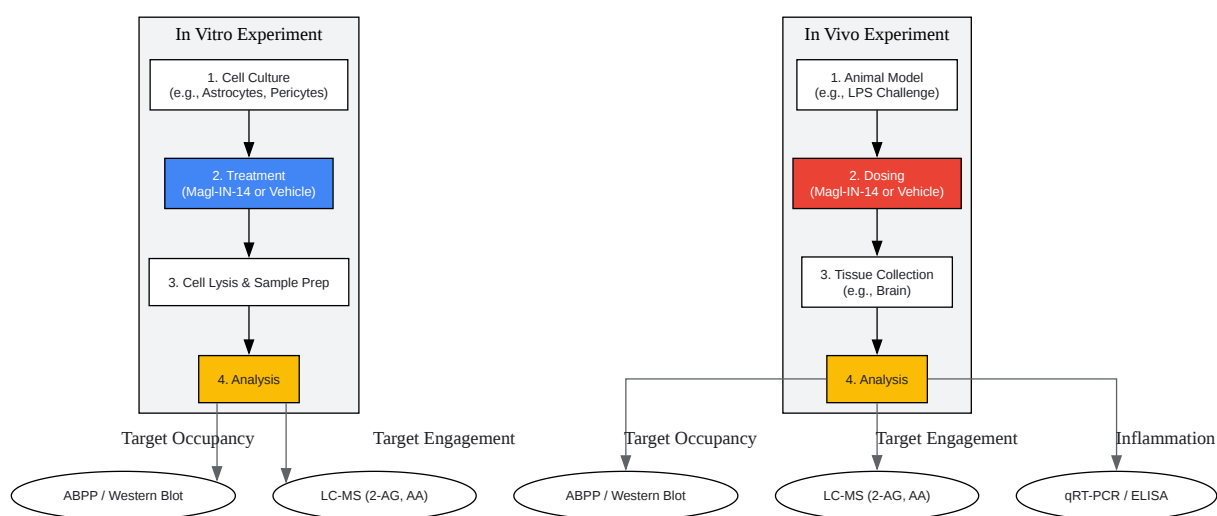 In Vitro Experiment
1. Cell Culture
(e.g., Astrocytes, Pericytes)
2. Treatment
(Magl-IN-14 or Vehicle)
3. Cell Lysis & Sample Prep
4. Analysis
Target Occupancy
Target Engagement
ABPP / Western Blot
LC-MS (2-AG, AA)
In Vivo Experiment
1. Animal Model
(e.g., LPS Challenge)
2. Dosing
(Magl-IN-14 or Vehicle)
3. Tissue Collection
(e.g., Brain)
4. Analysis
Target Occupancy
Target Engagement
Inflammation
ABPP / Western Blot
LC-MS (2-AG, AA)
qRT-PCR / ELISA